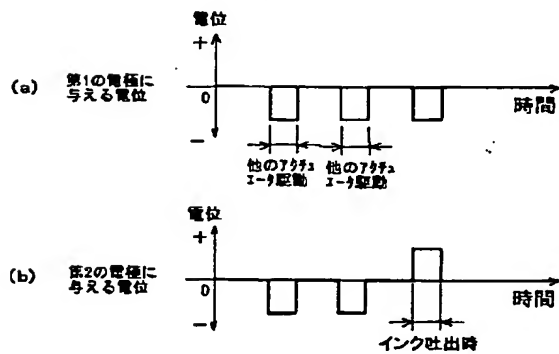 電位
+
(a) 第1の電極に
与える電位
0
時間
−
他のアクチュ
エータ駆動
他のアクチュ
エータ駆動
電位
+
(b) 第2の電極に
与える電位
0
時間
−
インク吐出時